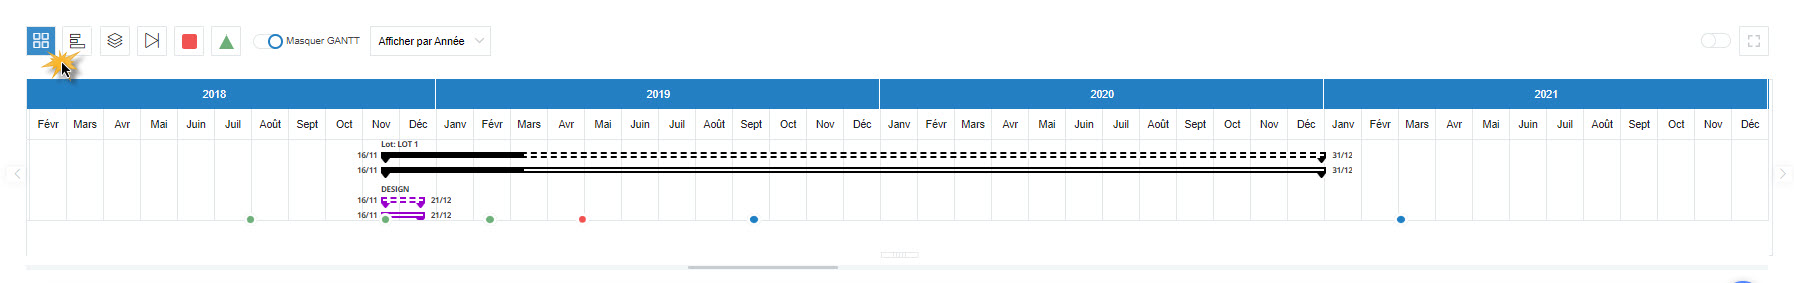 Masquer GANTT Afficher par Année
2018 2019 2020 2021
Févr Mars Avr Mai Juin Juil Août Sept Oct Nov Déc Janv Févr Mars Avr Mai Juin Juil Août Sept Oct Nov Déc Janv Févr Mars Avr Mai Juin Juil Août Sept Oct Nov Déc Janv Févr Mars Avr Mai Juin Juil Août Sept Oct Nov Déc
Lot: LOT 1
16/11 31/12
16/11 31/12
DESIGN
16/11 21/12
16/11 21/12